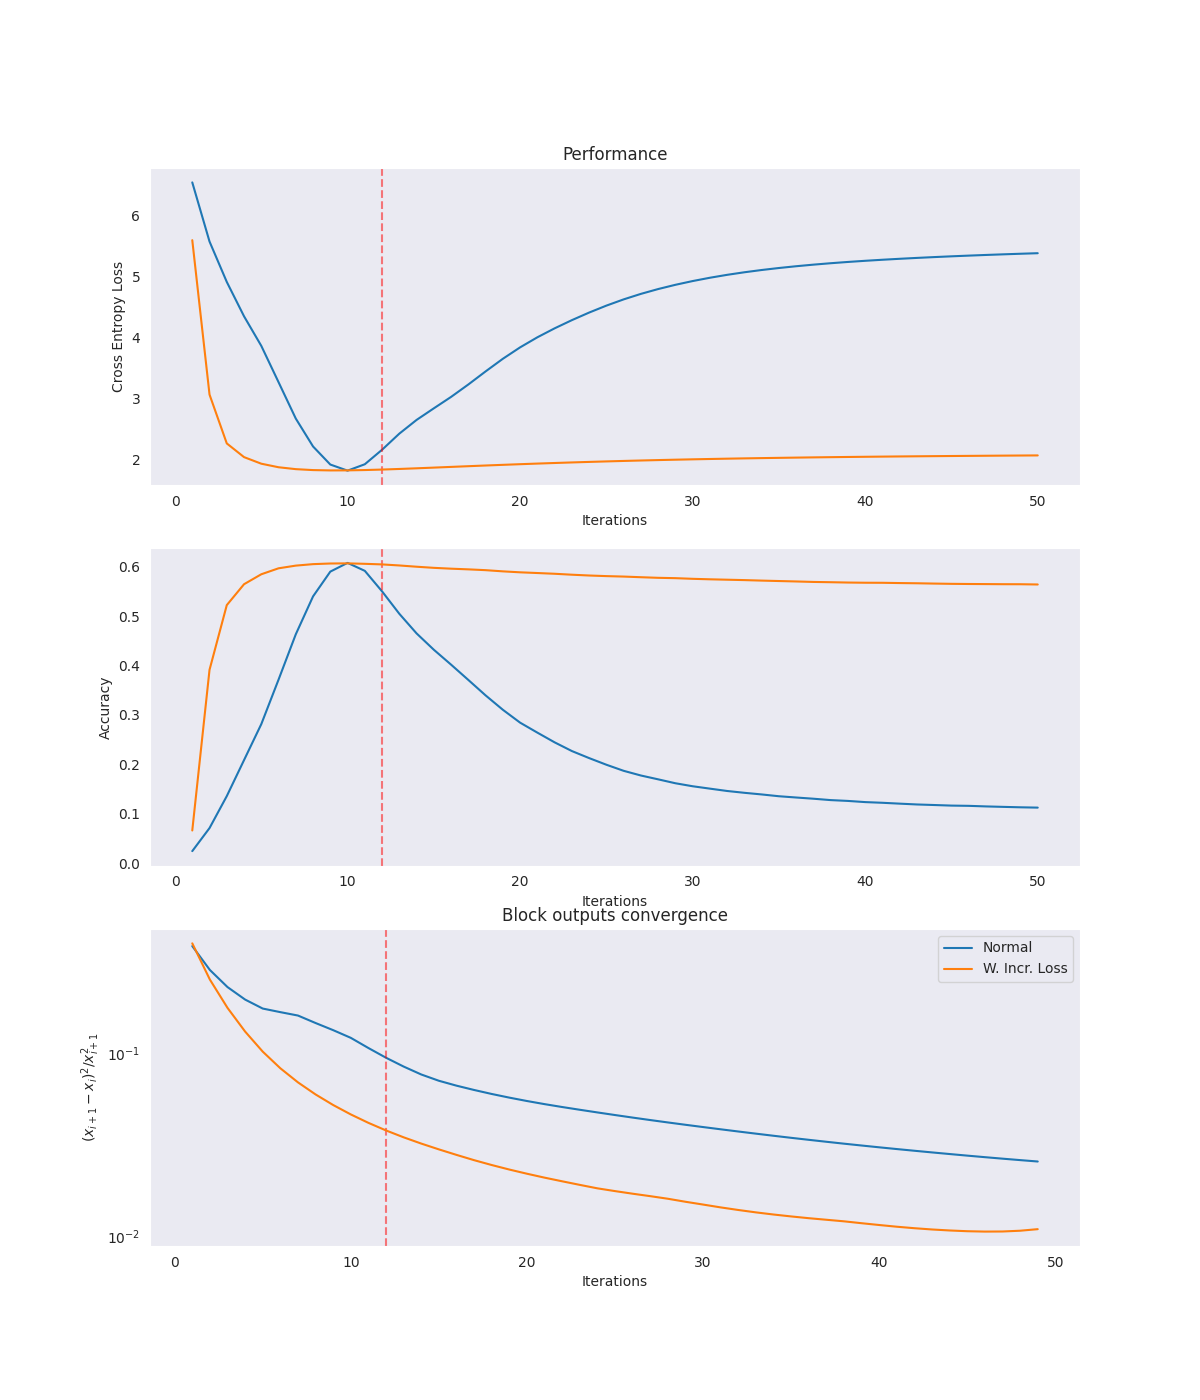 Performance
Cross Entropy Loss
6
5
4
3
2
0 10 20 30 40 50
Iterations
Accuracy
0.6
0.5
0.4
0.3
0.2
0.1
0.0
0 10 20 30 40 50
Iterations
Block outputs convergence
Normal
W. Incr. Loss
$(x_{i+1} - x_i)^2/x_{i+1}^2$
$10^{-1}$
$10^{-2}$
0 10 20 30 40 50
Iterations